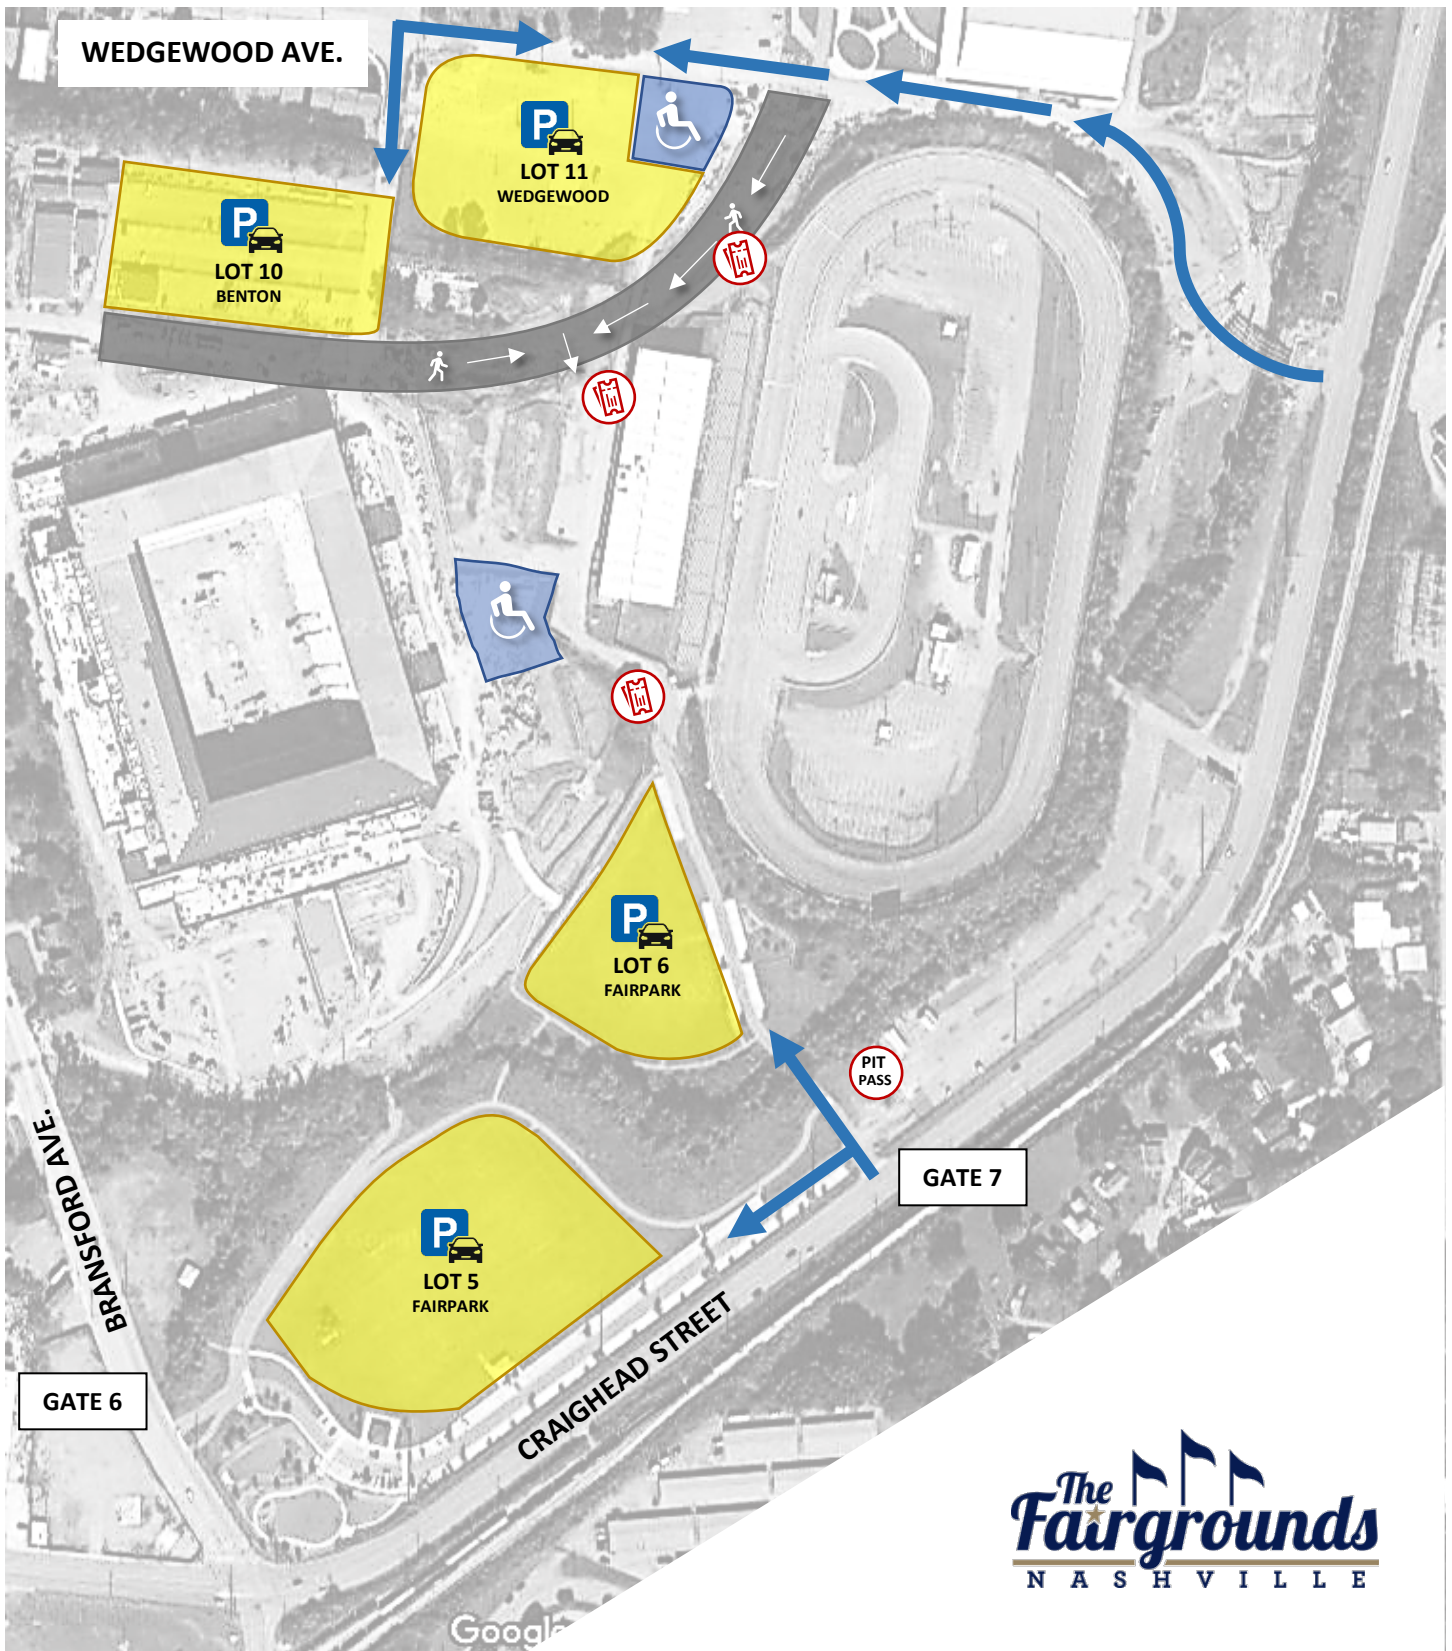 WEDGEWOOD AVE.
P
LOT 11
WEDGEWOOD
P
LOT 10
BENTON
P
LOT 6
FAIRPARK
PIT
PASS
GATE 7
BRANSFORD AVE.
P
LOT 5
FAIRPARK
CRAIGHEAD STREET
GATE 6
The
Fairgrounds
NASHVILLE
Google